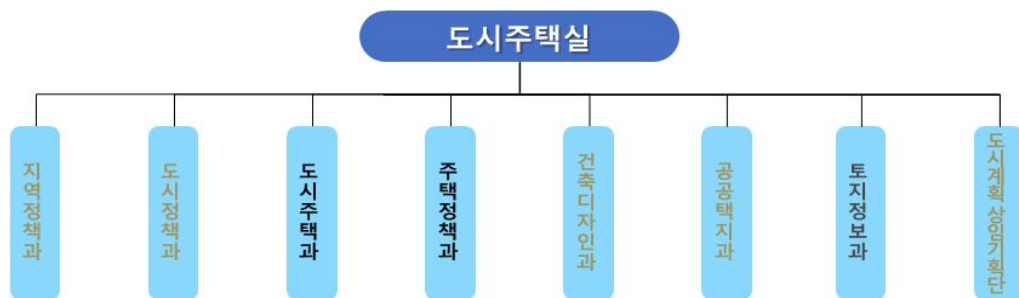 도시주택실
지역정책과
도시정책과
도시주택과
주택정책과
건축디자인과
공공택지과
토지정보과
도시계획 상임기획단